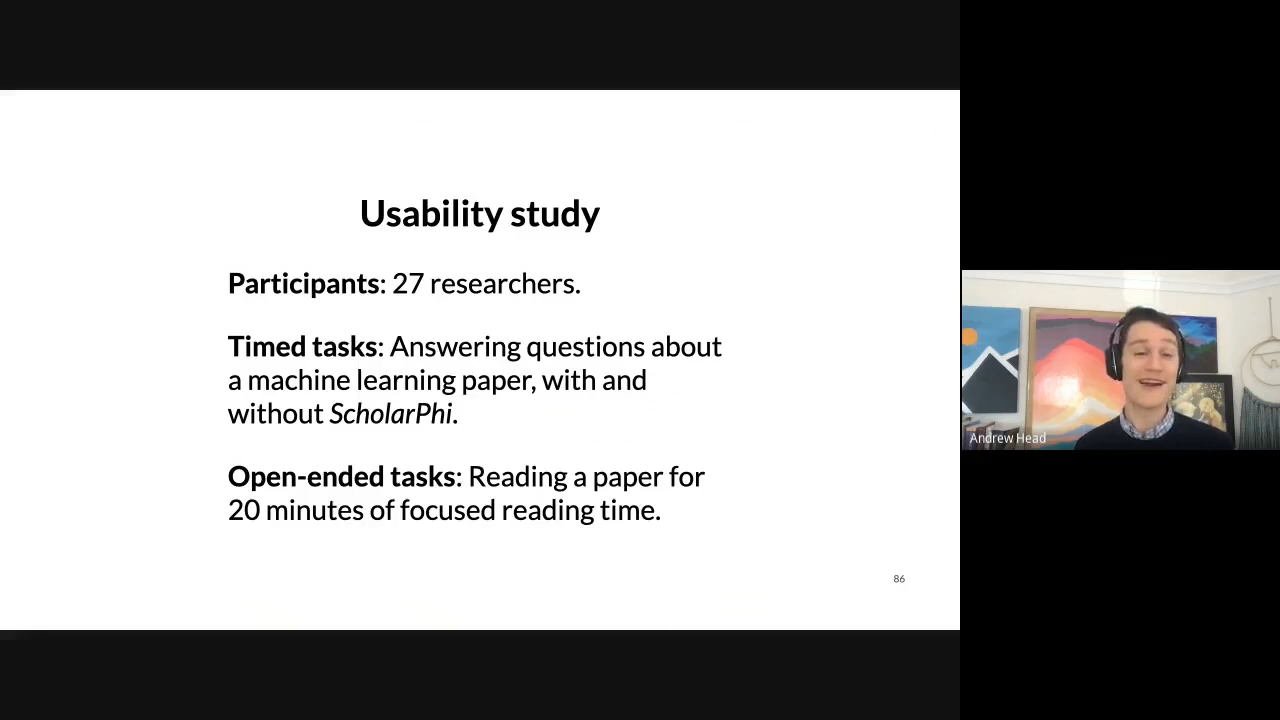 Usability study
Participants: 27 researchers.
Timed tasks: Answering questions about
a machine learning paper, with and
without ScholarPhi.
Open-ended tasks: Reading a paper for
20 minutes of focused reading time.
86
Andrew Head